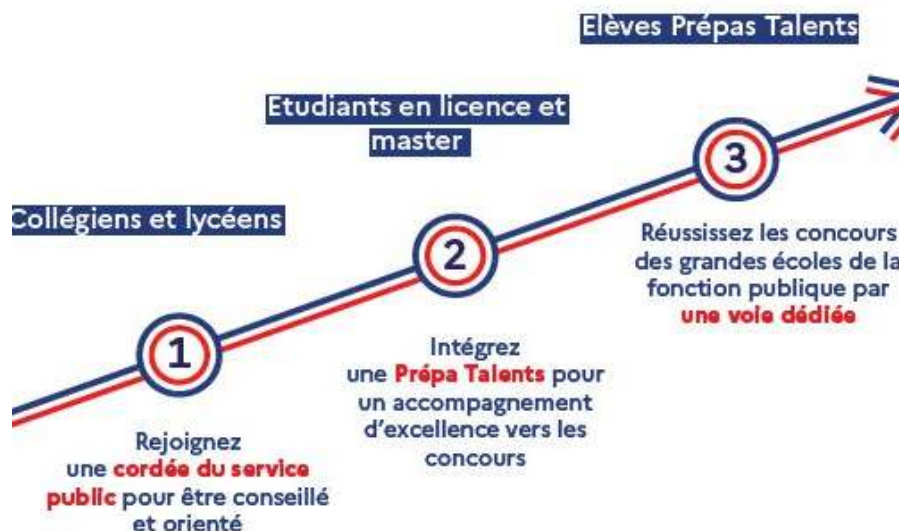 Collégiens et lycéens
1
Rejoignez
une cordée du service
public pour être conseillé
et orienté
Etudiants en licence et
master
2
Intégrez
une Prépa Talents pour
un accompagnement
d'excellence vers les
concours
Elèves Prépas Talents
3
Réussissez les concours
des grandes écoles de la
fonction publique par
une voie dédiée